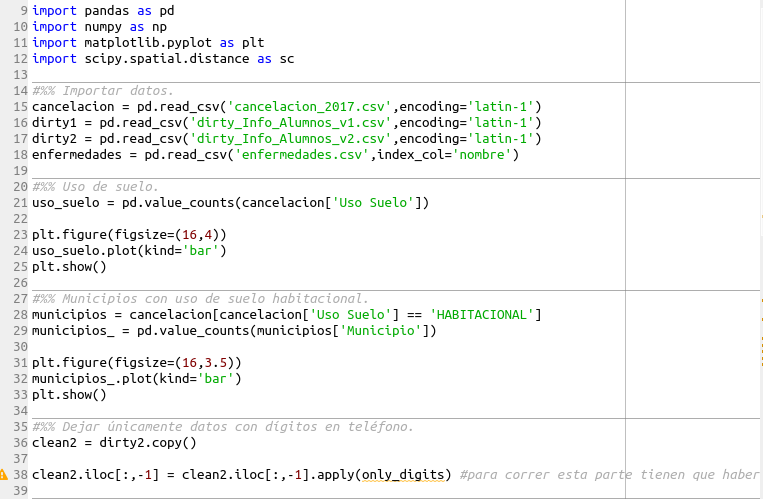 9 import pandas as pd
10 import numpy as np
11 import matplotlib.pyplot as plt
12 import scipy.spatial.distance as sc
13
14 #%% Importar datos.
15 cancelacion = pd.read_csv('cancelacion_2017.csv',encoding='latin-1')
16 dirty1 = pd.read_csv('dirty_Info_Alumnos_v1.csv',encoding='latin-1')
17 dirty2 = pd.read_csv('dirty_Info_Alumnos_v2.csv',encoding='latin-1')
18 enfermedades = pd.read_csv('enfermedades.csv',index_col='nombre')
19
20 #%% Uso de suelo.
21 uso_suelo = pd.value_counts(cancelacion['Uso Suelo'])
22
23 plt.figure(figsize=(16,4))
24 uso_suelo.plot(kind='bar')
25 plt.show()
26
27 #%% Municipios con uso de suelo habitacional.
28 municipios = cancelacion[cancelacion['Uso Suelo'] == 'HABITACIONAL']
29 municipios_ = pd.value_counts(municipios['Municipio'])
30
31 plt.figure(figsize=(16,3.5))
32 municipios_.plot(kind='bar')
33 plt.show()
34
35 #%% Dejar únicamente datos con dígitos en teléfono.
36 clean2 = dirty2.copy()
37
38 clean2.iloc[:,-1] = clean2.iloc[:,-1].apply(only_digits) #para correr esta parte tienen que haber
39